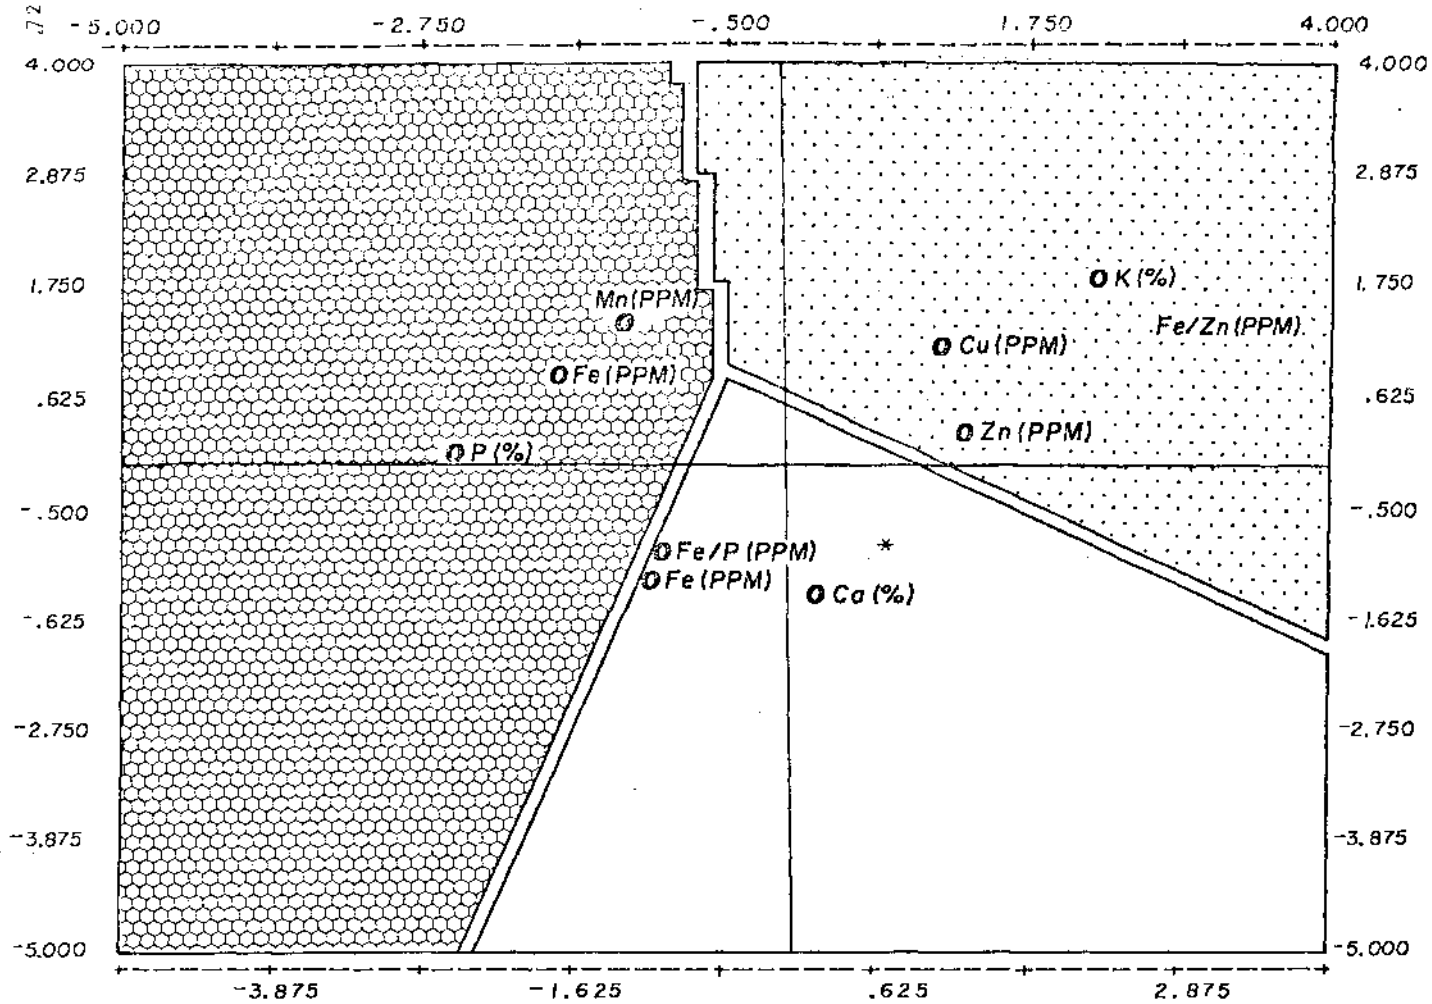 72
-5.000 -2.750 -.500 1.750 4.000
4.000 4.000
2.875 2.875
1.750 K(%) 1.750
Mn(PPM) Fe/Zn(PPM)
Cu(PPM)
.625 Fe(PPM) .625
Zn(PPM)
P(%)
-.500 -.500
Fe/P(PPM) *
Fe(PPM) Ca(%)
-.625 -1.625
-2.750 -2.750
-3.875 -3.875
-5.000 -5.000
-3.875 -1.625 .625 2.875